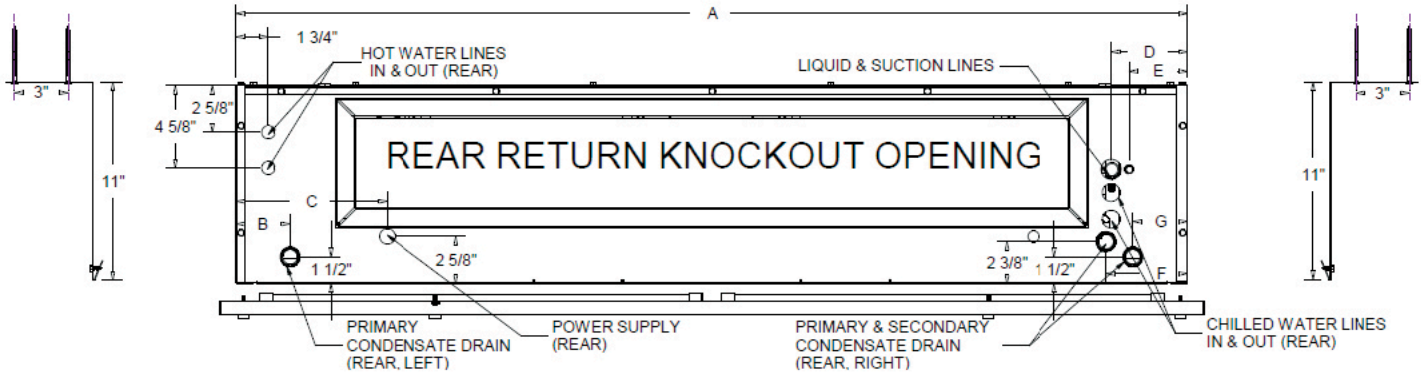 A
1 3/4"
HOT WATER LINES
IN & OUT (REAR)
LIQUID & SUCTION LINES
D
E
3"
3"
2 5/8"
4 5/8"
11"
11"
REAR RETURN KNOCKOUT OPENING
C
B
G
1 1/2"
2 5/8"
2 3/8"
1 1/2"
F
PRIMARY
CONDENSATE DRAIN
(REAR, LEFT)
POWER SUPPLY
(REAR)
PRIMARY & SECONDARY
CONDENSATE DRAIN
(REAR, RIGHT)
CHILLED WATER LINES
IN & OUT (REAR)